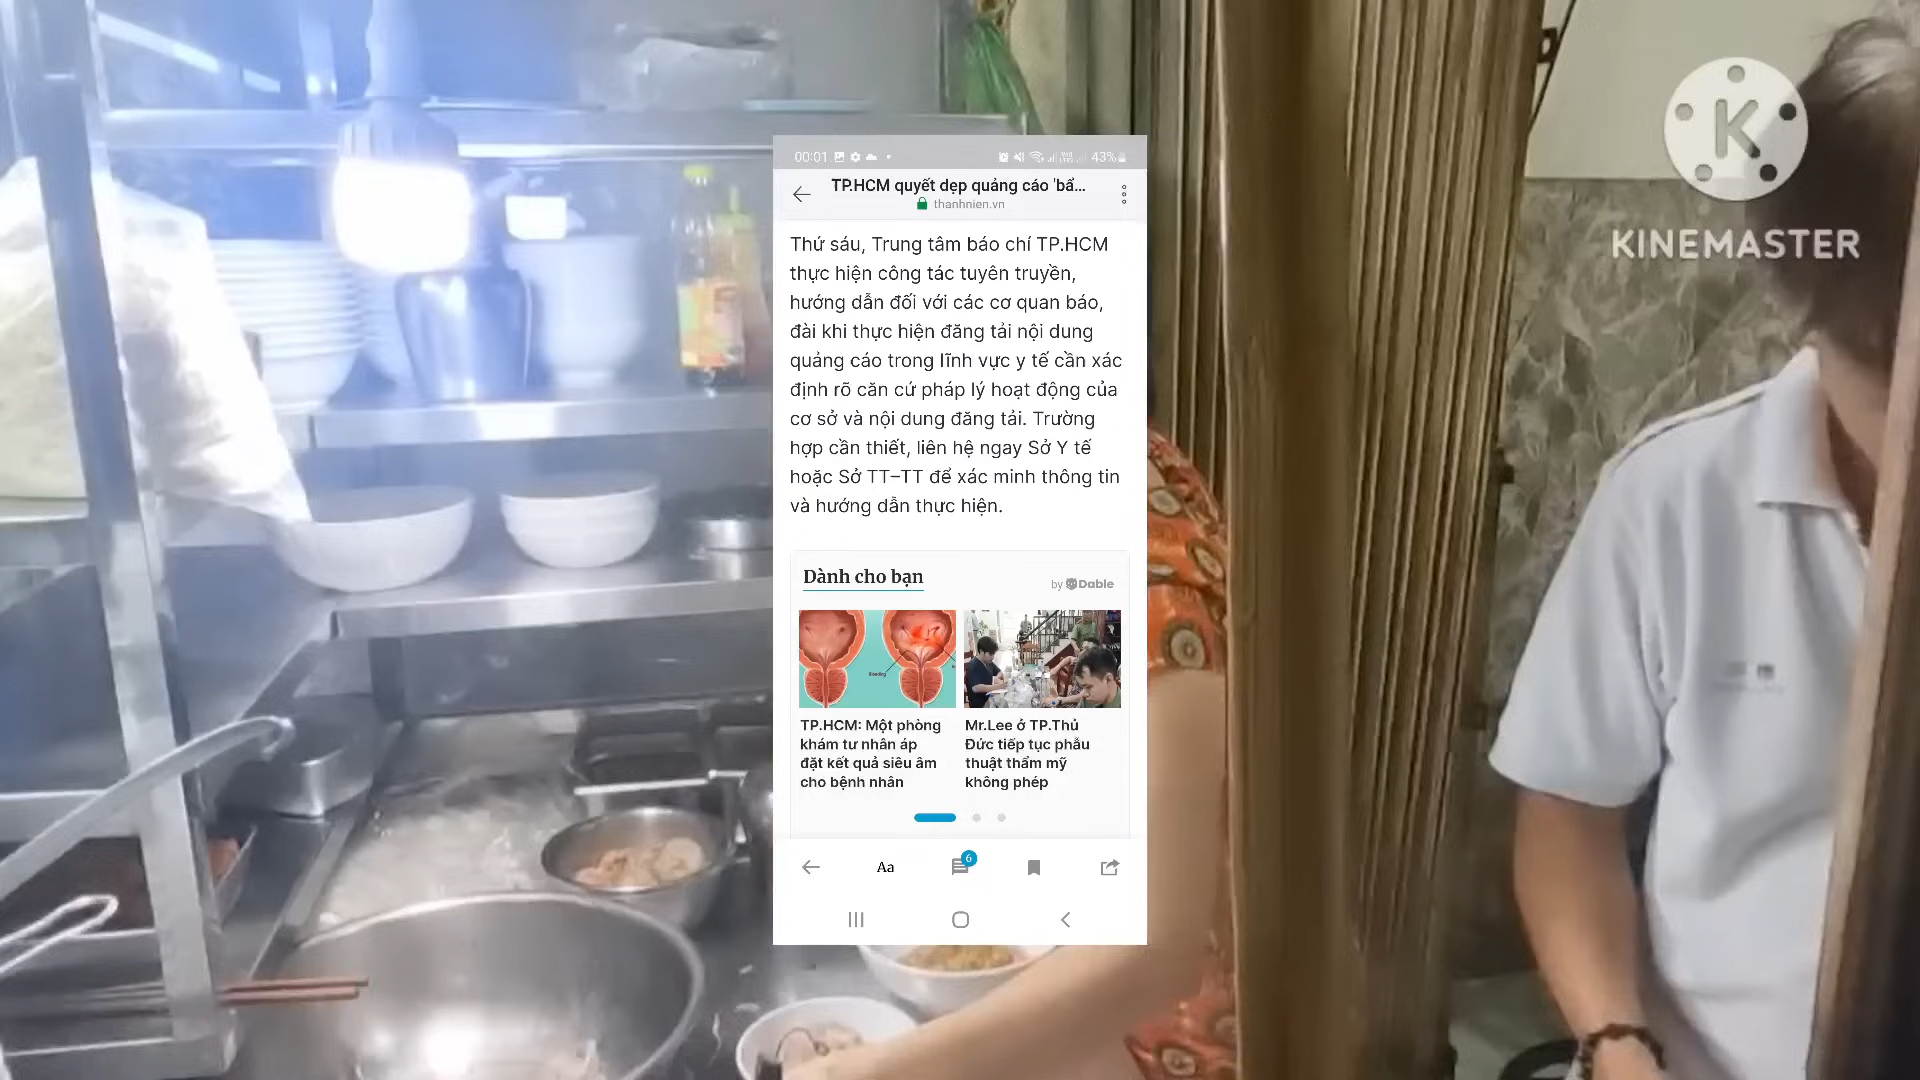 00:01
43%
TP.HCM quyết dẹp quảng cáo 'bẩ...
thanhnien.vn
Thứ sáu, Trung tâm báo chí TP.HCM
thực hiện công tác tuyên truyền,
hướng dẫn đối với các cơ quan báo,
đài khi thực hiện đăng tải nội dung
quảng cáo trong lĩnh vực y tế cần xác
định rõ căn cứ pháp lý hoạt động của
cơ sở và nội dung đăng tải. Trường
hợp cần thiết, liên hệ ngay Sở Y tế
hoặc Sở TT–TT để xác minh thông tin
và hướng dẫn thực hiện.
Dành cho bạn
by Dable
TP.HCM: Một phòng
khám tư nhân áp
đặt kết quả siêu âm
cho bệnh nhân
Mr.Lee ở TP.Thủ
Đức tiếp tục phẫu
thuật thẩm mỹ
không phép
Aa
6
K
KINEMASTER